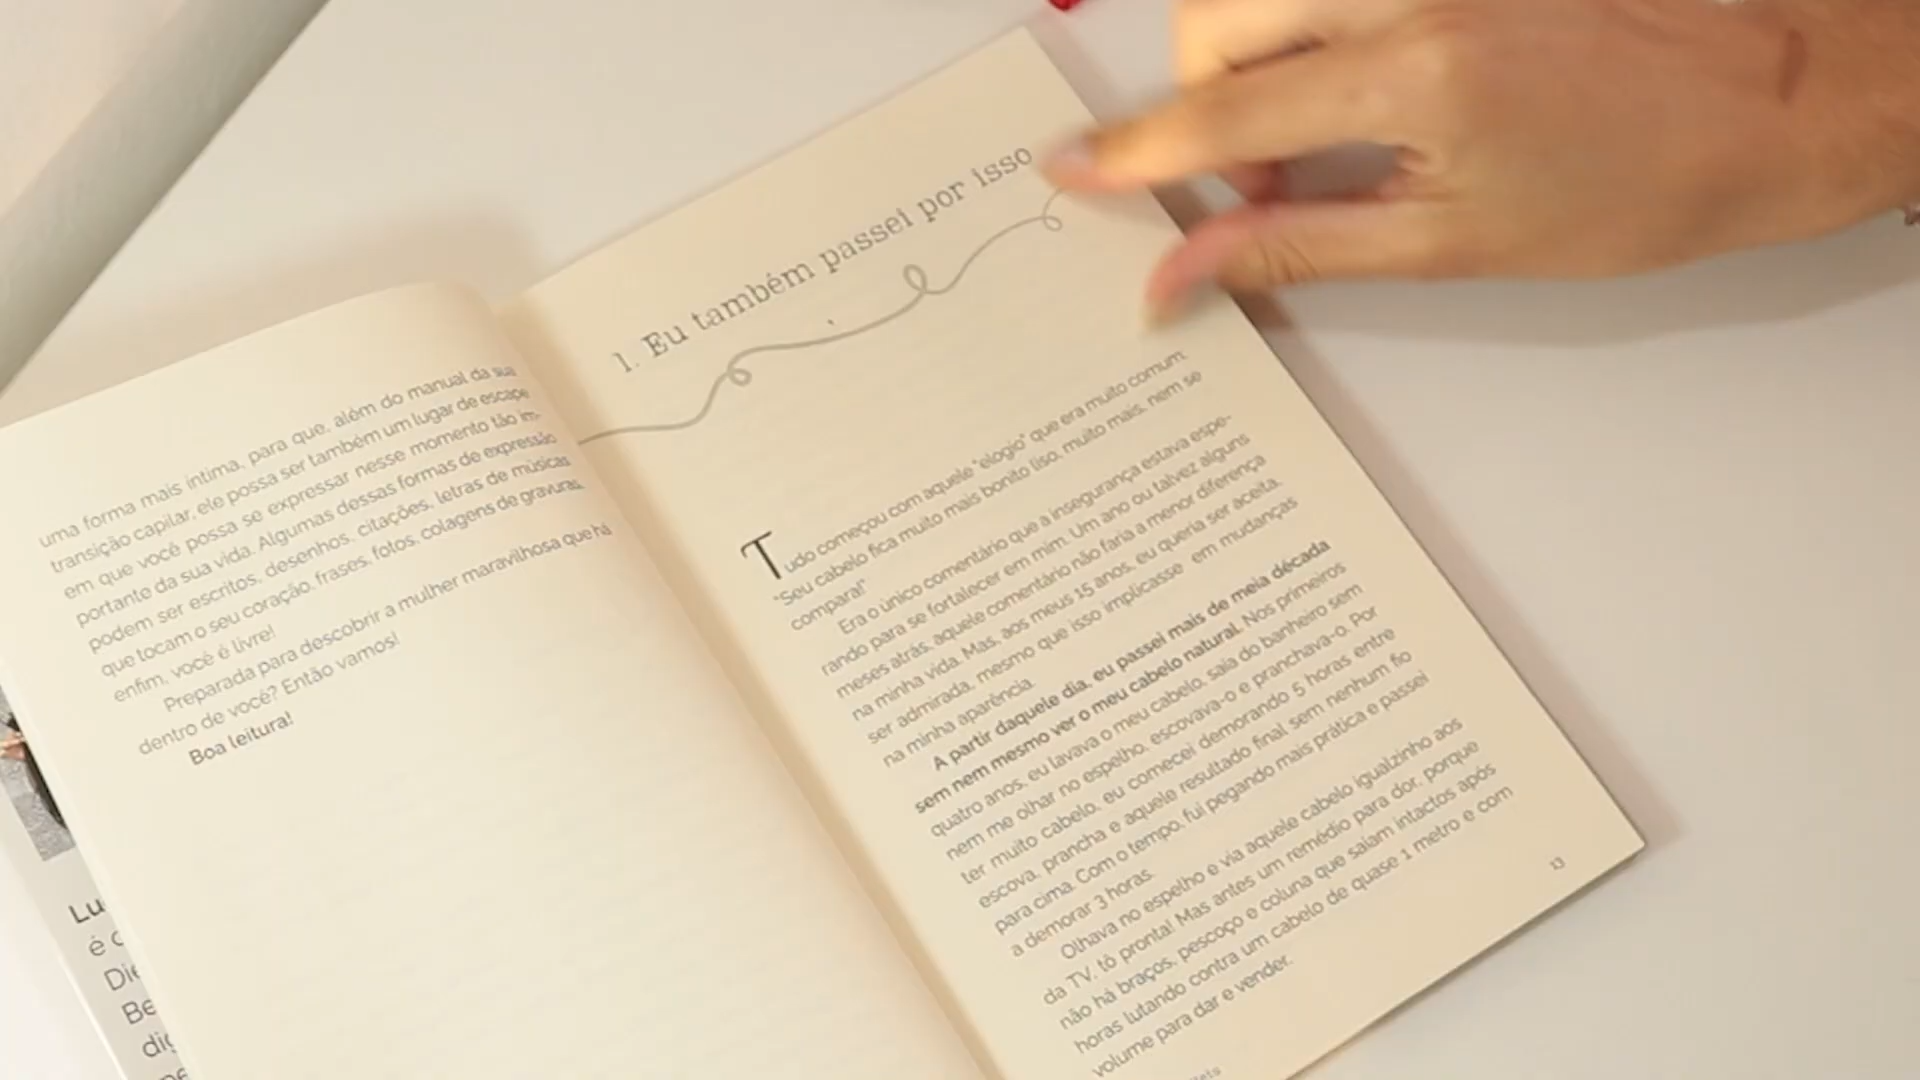 uma forma mais íntima, para que, além do manual da sua
transição capilar, ele possa ser também um lugar de escape
em que você possa se expressar nesse momento tão im-
portante da sua vida. Algumas dessas formas de expressão
podem ser escritos, desenhos, citações, letras de músicas
que tocam o seu coração, frases, fotos, colagens de gravuras,
enfim, você é livre!
Preparada para descobrir a mulher maravilhosa que há
dentro de você? Então vamos!
Boa leitura!
Lu
é
Die
Be
1. Eu também passei por isso
Tudo começou com aquele "elogio" que era muito comum:
"Seu cabelo fica muito mais bonito liso, muito mais, nem se
compara!"
Era o único comentário que a insegurança estava espe-
rando para se fortalecer em mim. Um ano ou talvez alguns
meses atrás, aquele comentário não faria a menor diferença
na minha vida. Mas, aos meus 15 anos, eu queria ser aceita,
ser admirada, mesmo que isso implicasse em mudanças
na minha aparência.
A partir daquele dia, eu passei mais de meia década
sem nem mesmo ver o meu cabelo natural. Nos primeiros
quatro anos, eu lavava o meu cabelo, saía do banheiro sem
nem me olhar no espelho, escovava-o e pranchava-o. Por
ter muito cabelo, eu comecei demorando 5 horas entre
escova, prancha e aquele resultado final sem nenhum fio
para cima. Com o tempo, fui pegando mais prática e passei
a demorar 3 horas.
Olhava no espelho e via aquele cabelo igualzinho aos
da TV, tô pronta! Mas antes um remédio para dor, porque
não há braços, pescoço e coluna que saiam intactos após
horas lutando contra um cabelo de quase 1 metro e com
volume para dar e vender.
13